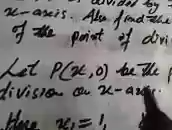 divided by
x-axis. Also find the
of the point of divi
Let P(x, 0) be the p
division on x-axis.
Here x₁ = 1,